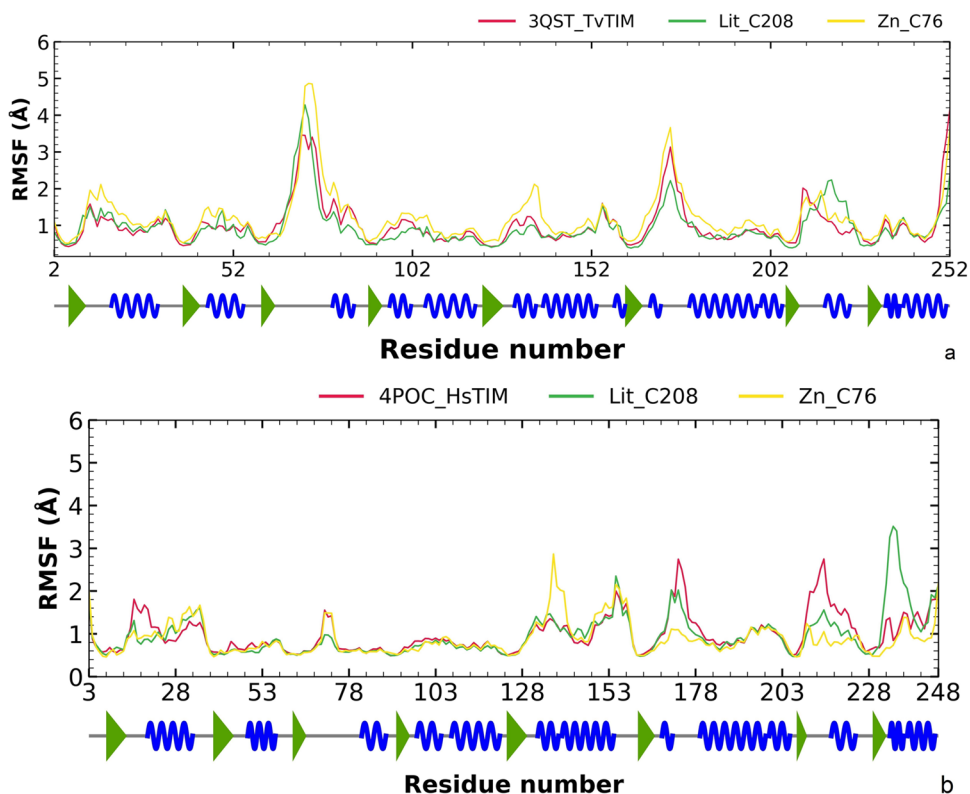 3QST_TvTIM Lit_C208 Zn_C76
6
5
4
3
2
1
RMSF (Å)
2 52 102 152 202 252
Residue number
a
4POC_HsTIM Lit_C208 Zn_C76
6
5
4
3
2
1
0
RMSF (Å)
3 28 53 78 103 128 153 178 203 228 248
Residue number
b